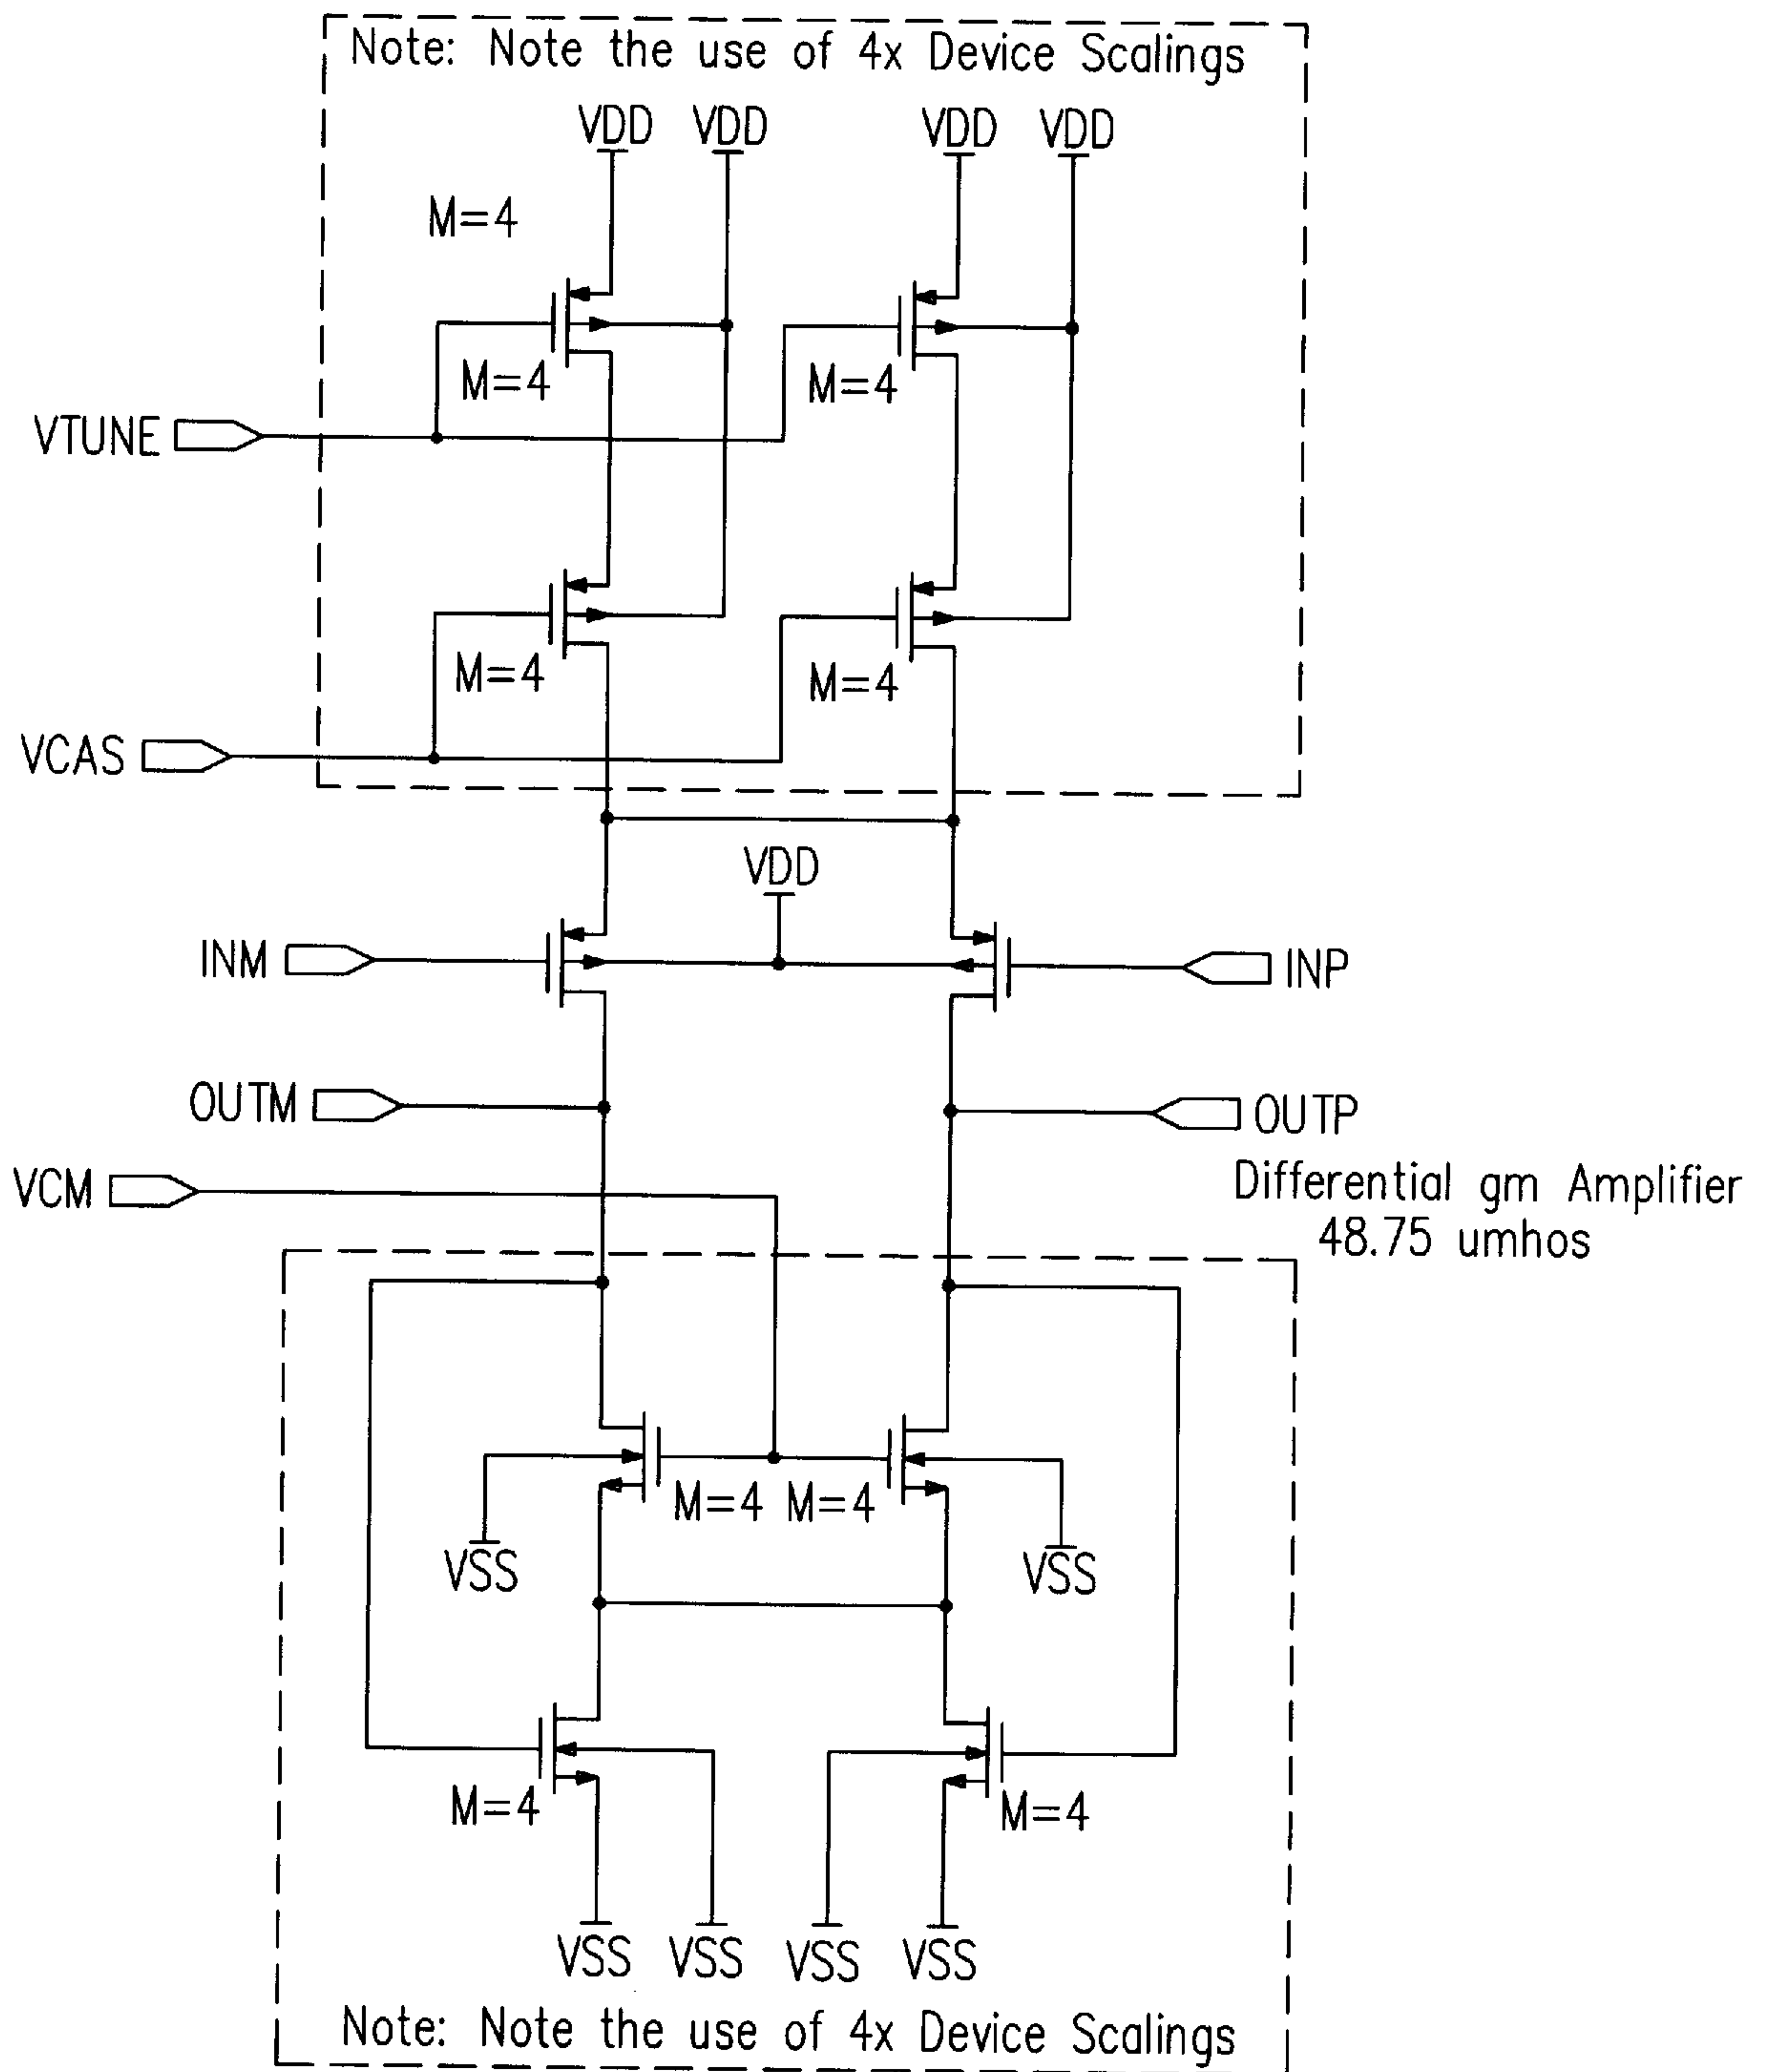 Note: Note the use of 4x Device Scalings
VDD VDD VDD VDD
M=4
M=4 M=4
VTUNE
M=4 M=4
VCAS
VDD
INM INP
OUTM OUTP
VCM
Differential gm Amplifier
48.75 umhos
M=4 M=4
VSS VSS
M=4 M=4
VSS VSS VSS VSS
Note: Note the use of 4x Device Scalings